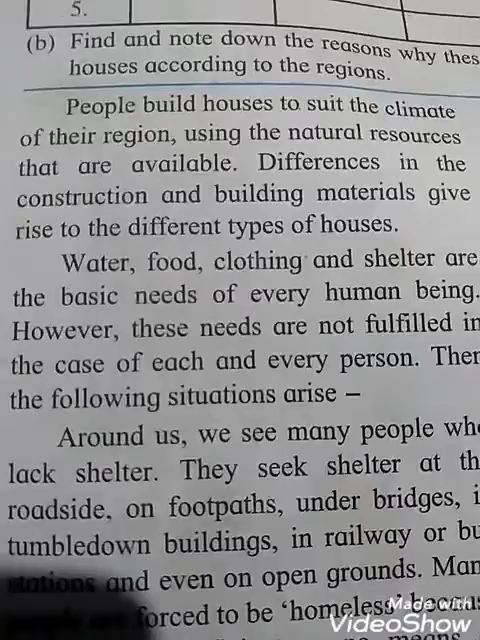 5.
(b) Find and note down the reasons why thes
houses according to the regions.
People build houses to suit the climate
of their region, using the natural resources
that are available. Differences in the
construction and building materials give
rise to the different types of houses.
Water, food, clothing and shelter are
the basic needs of every human being.
However, these needs are not fulfilled in
the case of each and every person. Ther
the following situations arise –
Around us, we see many people who
lack shelter. They seek shelter at th
roadside, on footpaths, under bridges, i
tumbledown buildings, in railway or bu
stations and even on open grounds. Man
forced to be 'homeless' becaus
Made with
VideoShow